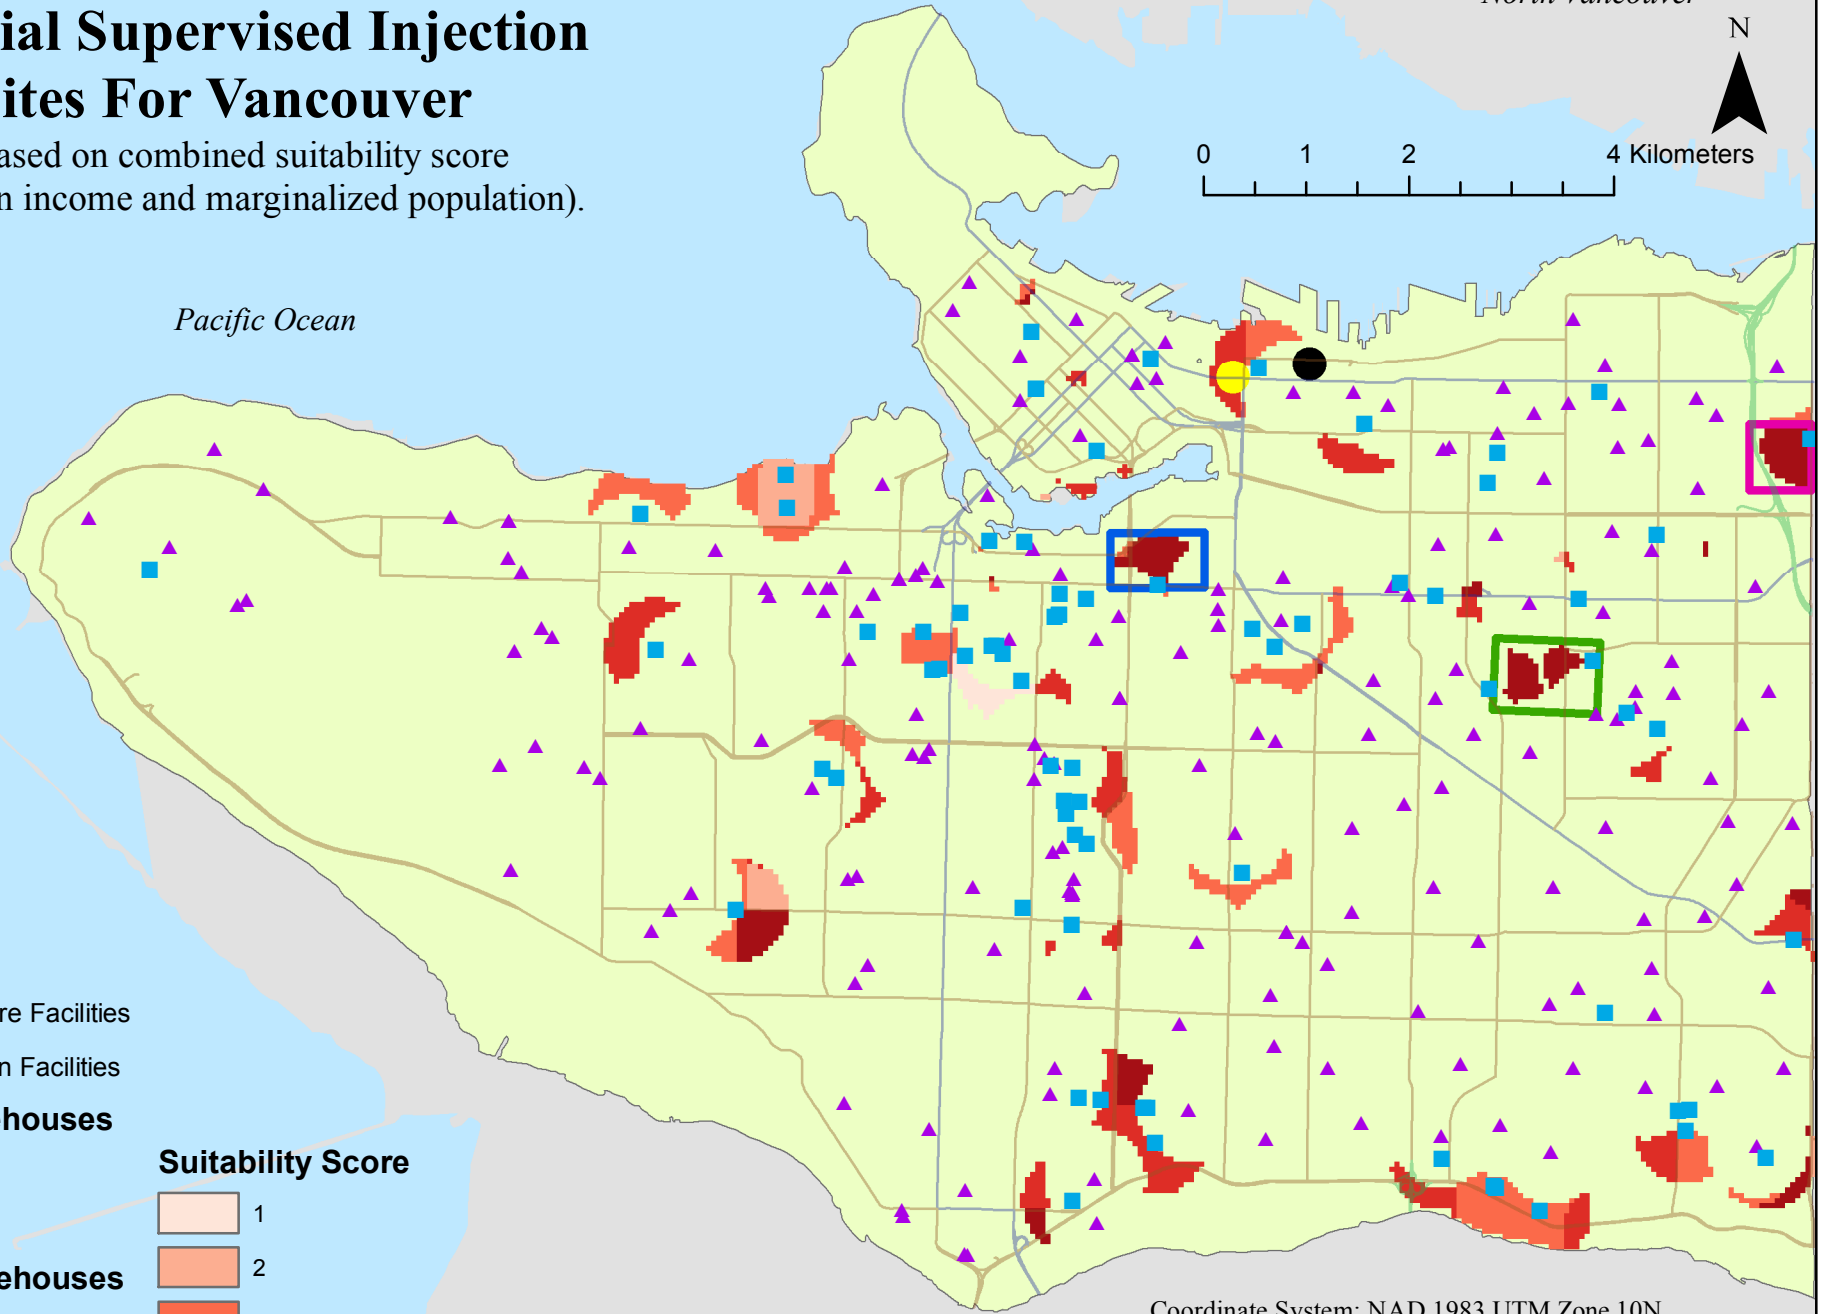 ial Supervised Injection
ites For Vancouver
ased on combined suitability score
n income and marginalized population).
North Vancouver
N
0 1 2 4 Kilometers
Pacific Ocean
re Facilities
n Facilities
houses
Suitability Score
1
2
ehouses
Coordinate System: NAD 1983 UTM Zone 10N